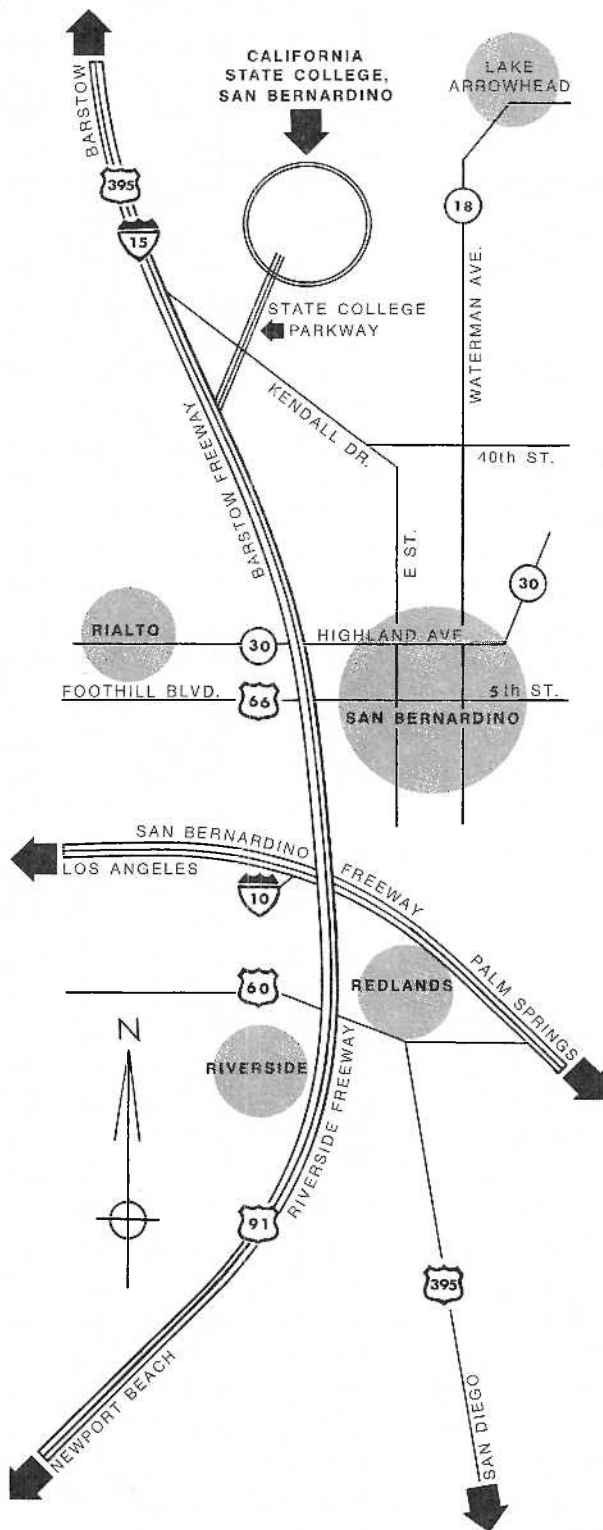 CALIFORNIA
STATE COLLEGE,
SAN BERNARDINO
LAKE
ARROWHEAD
BARSTOW
395
15
18
WATERMAN AVE.
STATE COLLEGE
PARKWAY
KENDALL DR.
40th ST.
BARSTOW FREEWAY
E ST.
30
RIALTO
30
HIGHLAND AVE
FOOTHILL BLVD.
66
5th ST.
SAN BERNARDINO
SAN BERNARDINO
FREEWAY
LOS ANGELES
10
PALM SPRINGS
60
REDLANDS
N
RIVERSIDE
RIVERSIDE FREEWAY
91
395
NEWPORT BEACH
SAN DIEGO